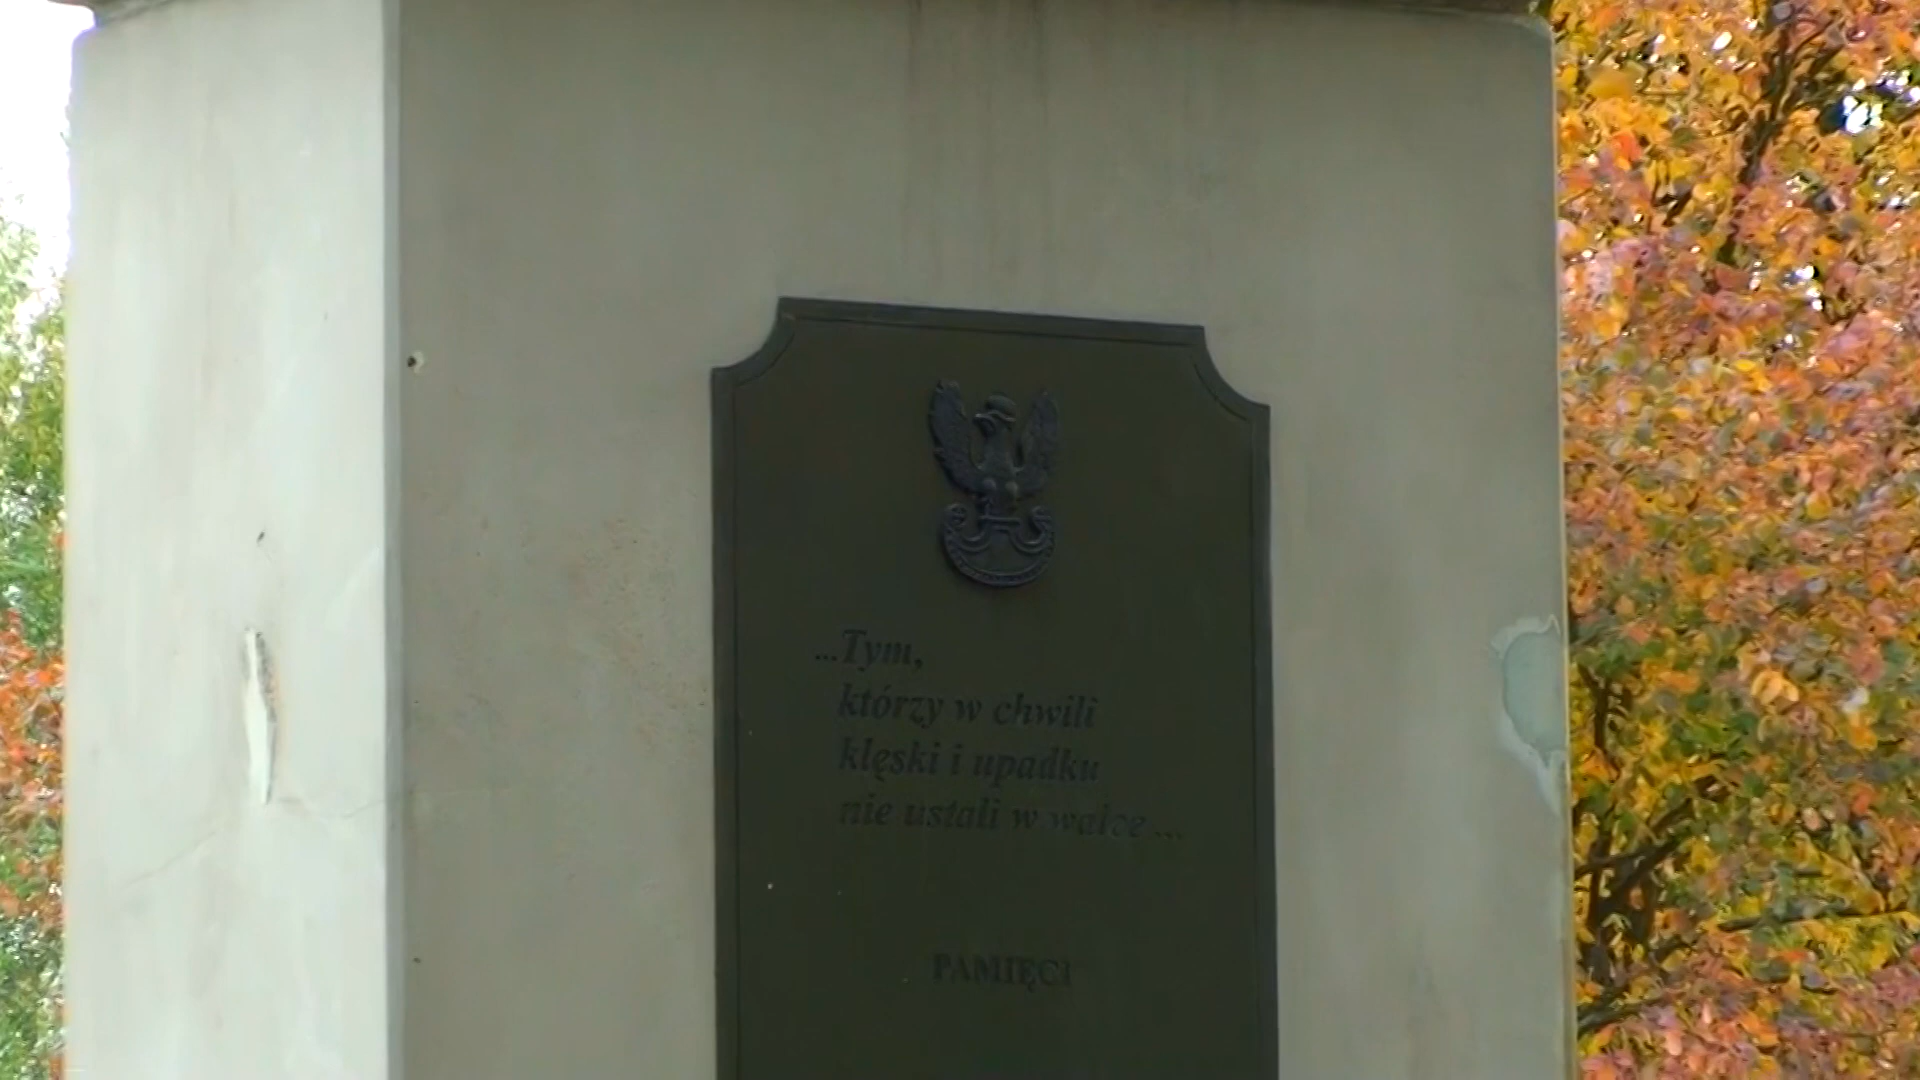 ...Tym,
którzy w chwili
klęski i upadku
nie ustali w walce ...
PAMIĘCI